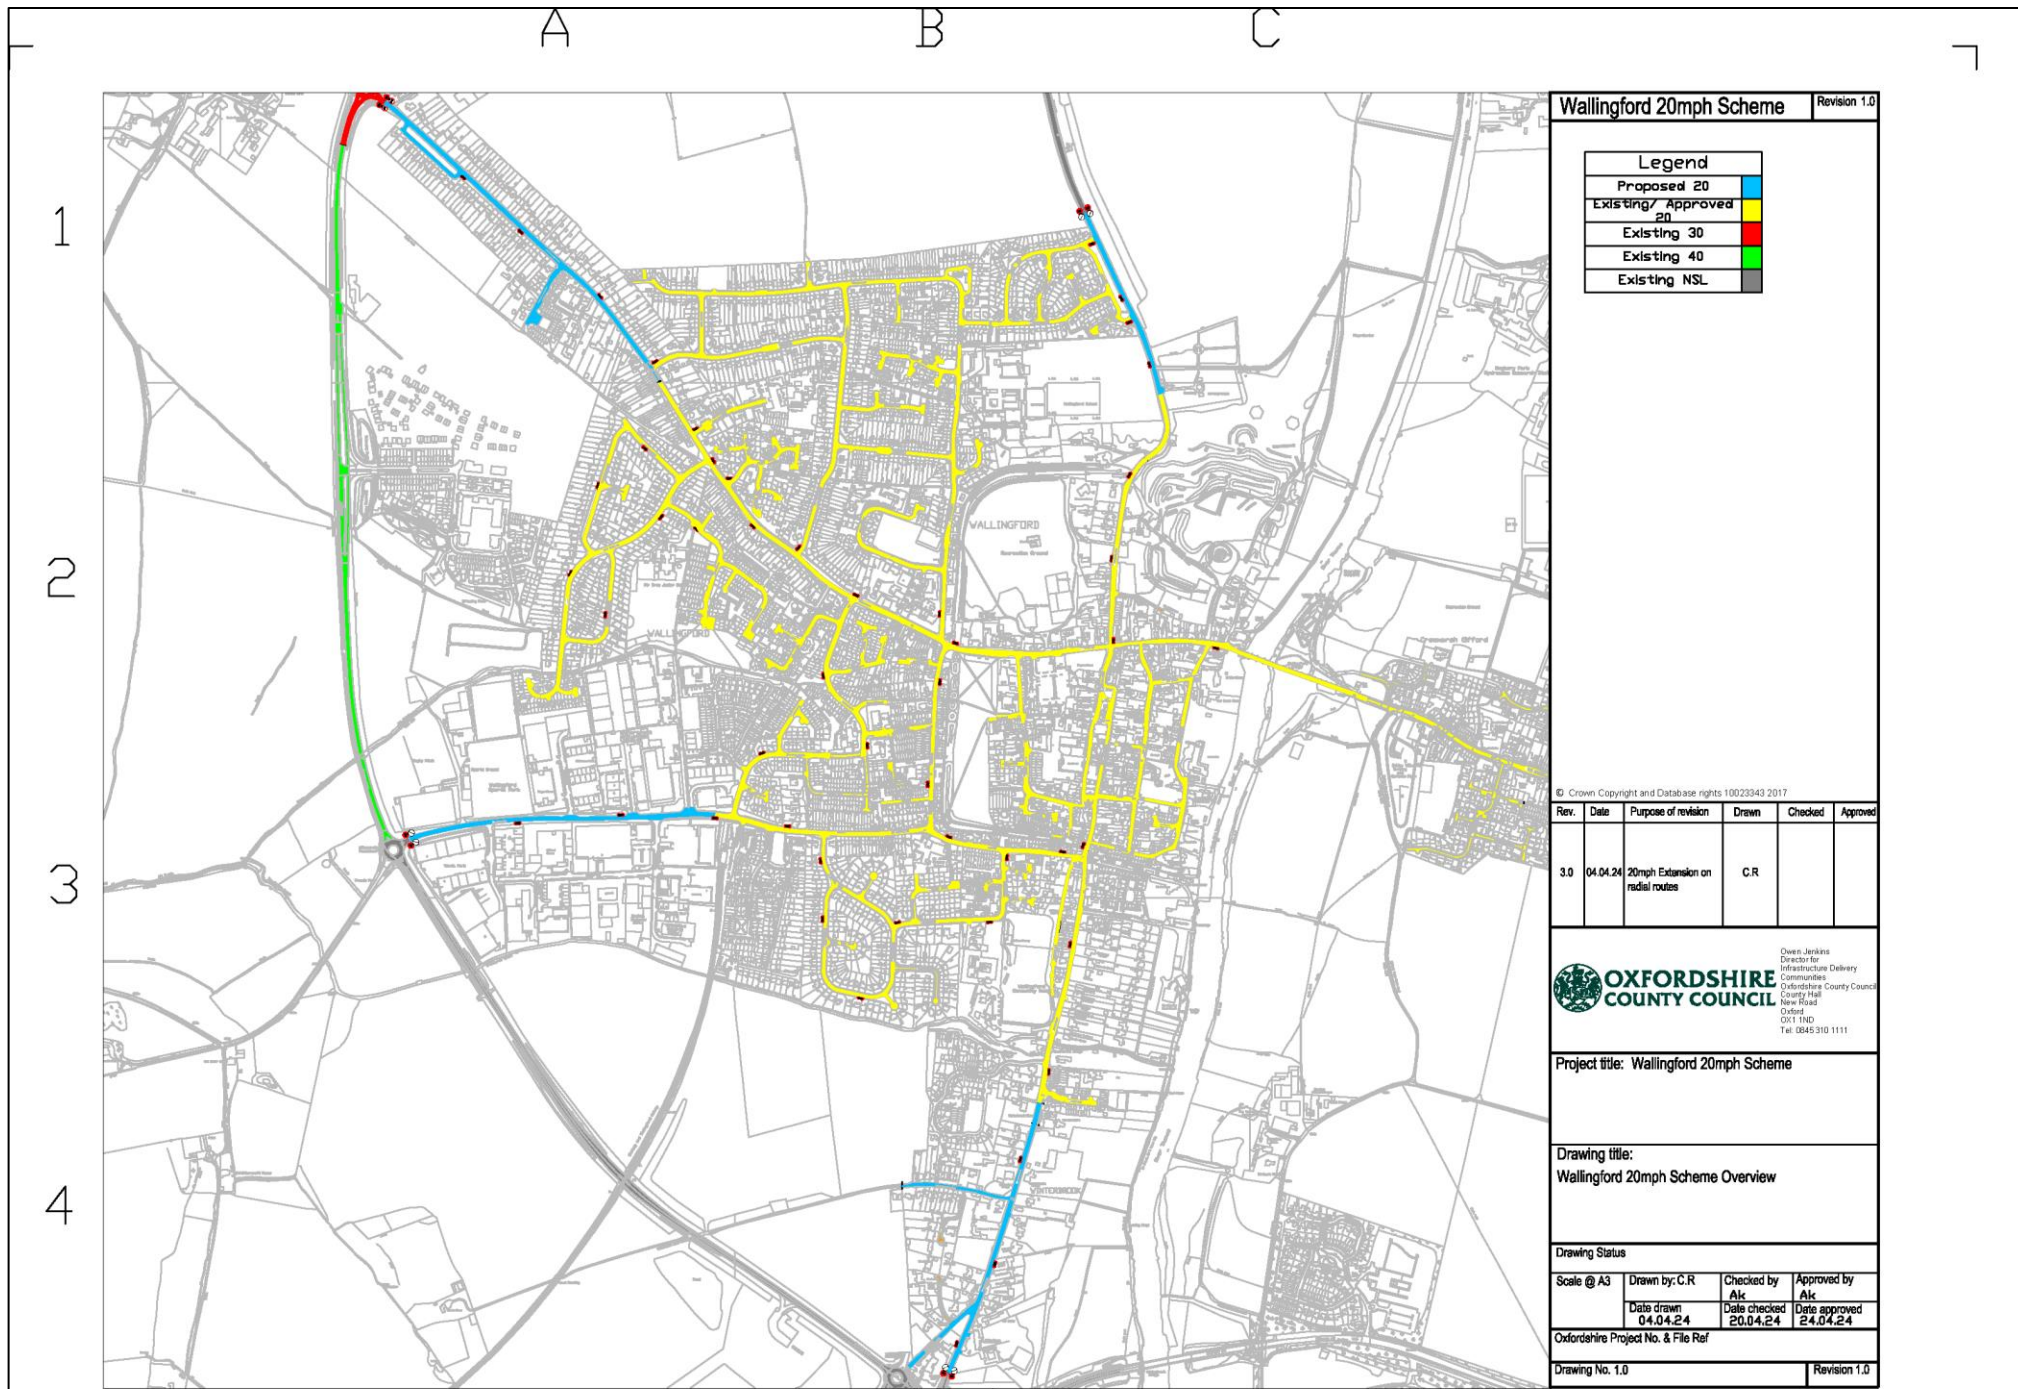 A
B
C
1
2
3
4
Wallingford 20mph Scheme
Revision 1.0
Legend
Proposed 20
Existing/ Approved
20
Existing 30
Existing 40
Existing NSL
WALLINGFORD
Recreation Ground
WALLINGFORD
Crowmarsh Gifford
WINTERBROOK
© Crown Copyright and Database rights 10023343 2017
Rev. Date Purpose of revision Drawn Checked Approved
3.0 04.04.24 20mph Extension on C.R
radial routes
OXFORDSHIRE
COUNTY COUNCIL
Owen Jenkins
Director for
Infrastructure Delivery
Communities
Oxfordshire County Council
County Hall
New Road
Oxford
OX1 1ND
Tel: 0845 310 1111
Project title: Wallingford 20mph Scheme
Drawing title:
Wallingford 20mph Scheme Overview
Drawing Status
Scale @ A3 Drawn by: C.R Checked by Approved by
Ak Ak
Date drawn Date checked Date approved
04.04.24 20.04.24 24.04.24
Oxfordshire Project No. & File Ref
Drawing No. 1.0 Revision 1.0